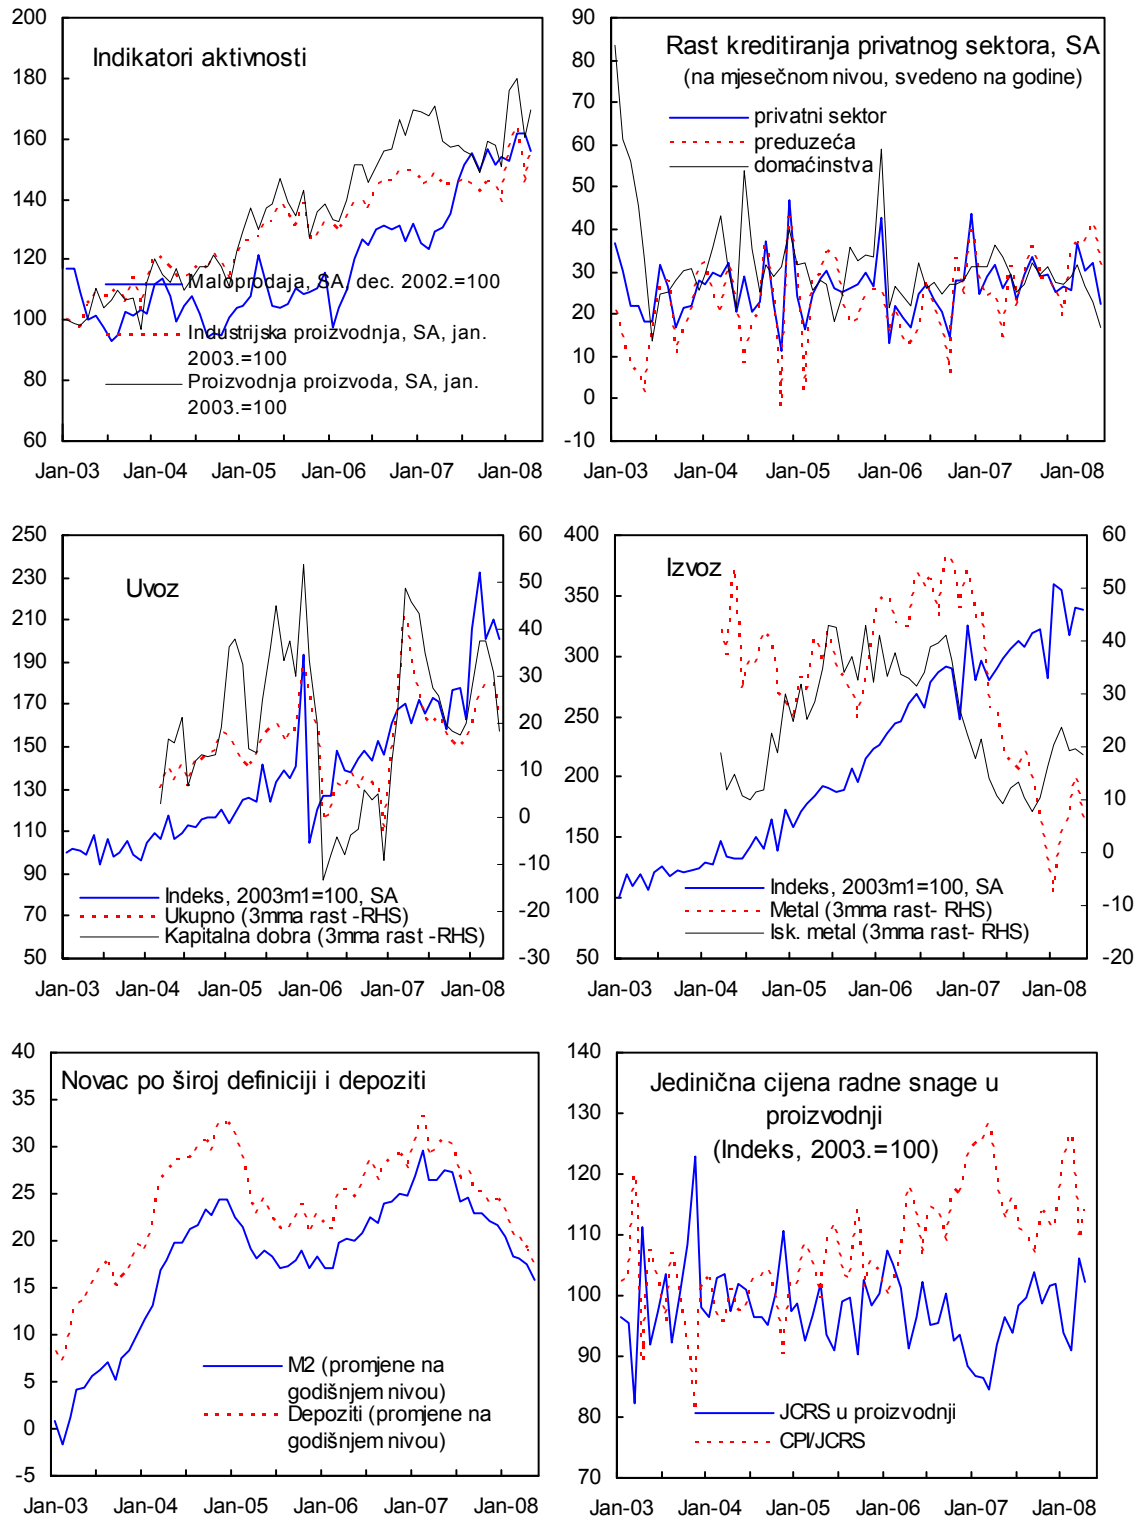 Indikatori aktivnosti
200
180
160
140
120
100
80
60
Maloprodaja, SA, dec. 2002.=100
Industrijska proizvodnja, SA, jan.
2003.=100
Proizvodnja proizvoda, SA, jan.
2003.=100
Jan-03 Jan-04 Jan-05 Jan-06 Jan-07 Jan-08
Rast kreditiranja privatnog sektora, SA
(na mjesečnom nivou, svedeno na godine)
90
80
70
60
50
40
30
20
10
0
-10
privatni sektor
preduzeća
domaćinstva
Jan-03 Jan-04 Jan-05 Jan-06 Jan-07 Jan-08
Uvoz
250
230
210
190
170
150
130
110
90
70
50
60
50
40
30
20
10
0
-10
-20
-30
Indeks, 2003m1=100, SA
Ukupno (3mma rast -RHS)
Kapitalna dobra (3mma rast -RHS)
Jan-03 Jan-04 Jan-05 Jan-06 Jan-07 Jan-08
Izvoz
400
350
300
250
200
150
100
50
60
50
40
30
20
10
0
-10
-20
Indeks, 2003m1=100, SA
Metal (3mma rast- RHS)
Isk. metal (3mma rast- RHS)
Jan-03 Jan-04 Jan-05 Jan-06 Jan-07 Jan-08
Novac po široj definiciji i depoziti
40
35
30
25
20
15
10
5
0
-5
M2 (promjene na
godišnjem nivou)
Depoziti (promjene na
godišnjem nivou)
Jan-03 Jan-04 Jan-05 Jan-06 Jan-07 Jan-08
Jedinična cijena radne snage u
proizvodnji
(Indeks, 2003.=100)
140
130
120
110
100
90
80
70
JCRS u proizvodnji
CPI/JCRS
Jan-03 Jan-04 Jan-05 Jan-06 Jan-07 Jan-08